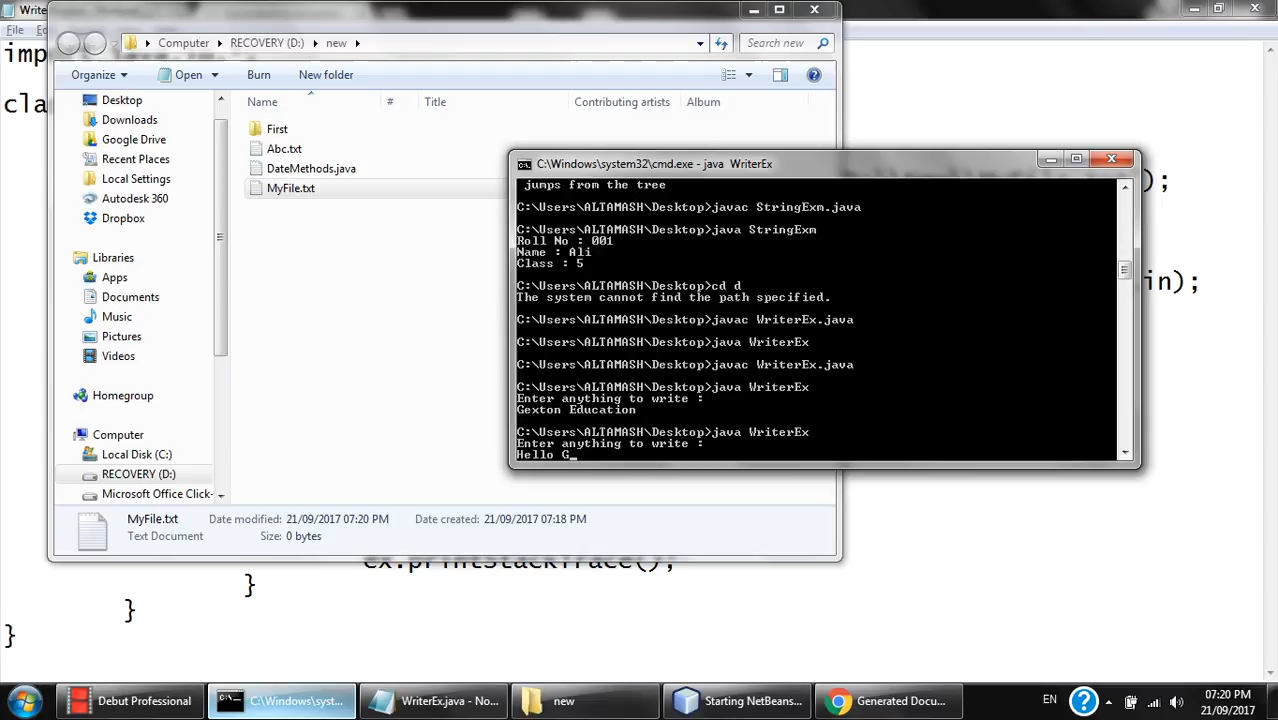 Computer RECOVERY (D:) new
Search new
File
Organize Open Burn New folder
Name # Title Contributing artists Album
Desktop
Downloads
Google Drive
Recent Places
Local Settings
Autodesk 360
Dropbox
Libraries
Apps
Documents
Music
Pictures
Videos
Homegroup
Computer
Local Disk (C:)
RECOVERY (D:)
Microsoft Office Click-
First
Abc.txt
DateMethods.java
MyFile.txt
MyFile.txt Date modified: 21/09/2017 07:20 PM Date created: 21/09/2017 07:18 PM
Text Document Size: 0 bytes
C:\Windows\system32\cmd.exe - java WriterEx
jumps from the tree
C:\Users\ALTAMASH\Desktop>javac StringExm.java
C:\Users\ALTAMASH\Desktop>java StringExm
Roll No : 001
Name : Ali
Class : 5
C:\Users\ALTAMASH\Desktop>cd d
The system cannot find the path specified.
C:\Users\ALTAMASH\Desktop>javac WriterEx.java
C:\Users\ALTAMASH\Desktop>java WriterEx
C:\Users\ALTAMASH\Desktop>javac WriterEx.java
C:\Users\ALTAMASH\Desktop>java WriterEx
Enter anything to write :
Gexton Education
C:\Users\ALTAMASH\Desktop>java WriterEx
Enter anything to write :
Hello G_
);
in);
ex.printStackTrace();
}
}
}
Debut Professional C:\Windows\syst... WriterEx.java - No... new Starting NetBeans... Generated Docu... EN 07:20 PM
21/09/2017